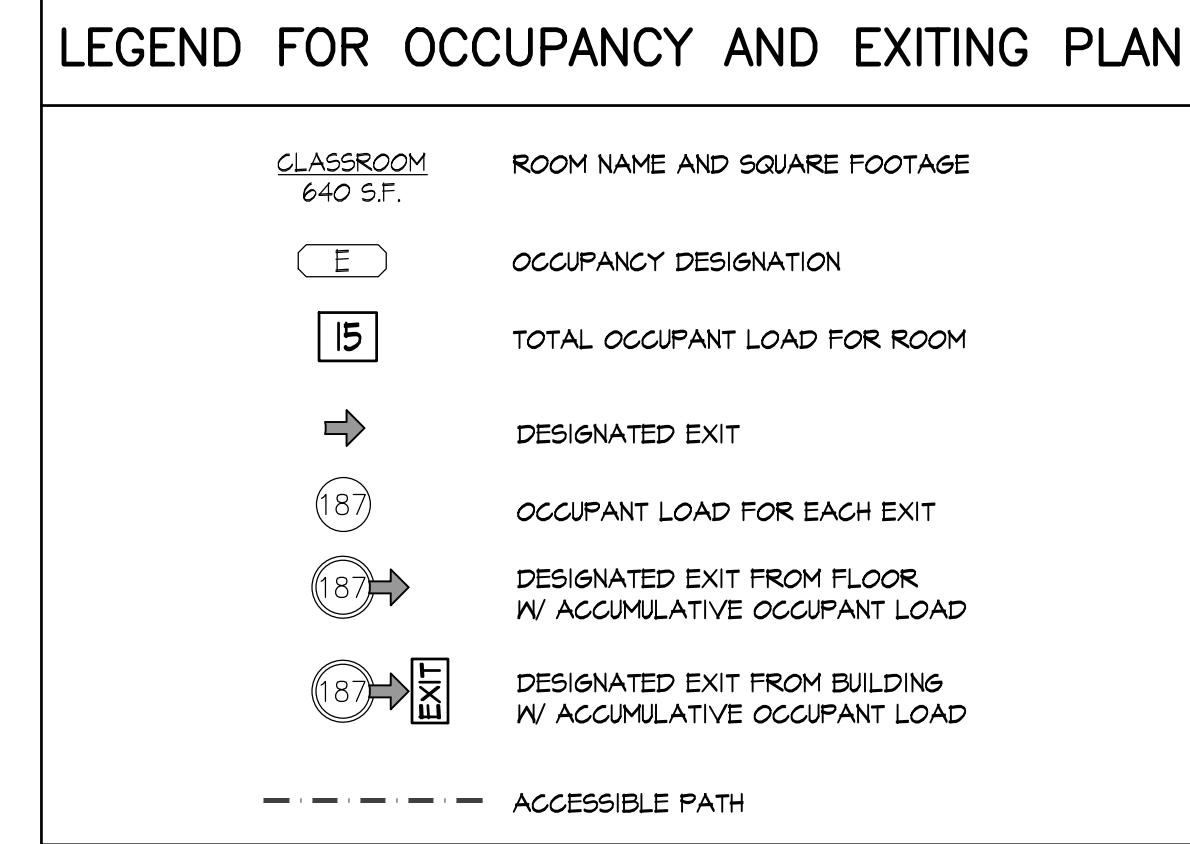 LEGEND FOR OCCUPANCY AND EXITING PLAN
CLASSROOM ROOM NAME AND SQUARE FOOTAGE
640 S.F.
E OCCUPANCY DESIGNATION
15 TOTAL OCCUPANT LOAD FOR ROOM
DESIGNATED EXIT
187 OCCUPANT LOAD FOR EACH EXIT
187 DESIGNATED EXIT FROM FLOOR
W/ ACCUMULATIVE OCCUPANT LOAD
187 EXIT DESIGNATED EXIT FROM BUILDING
W/ ACCUMULATIVE OCCUPANT LOAD
ACCESSIBLE PATH